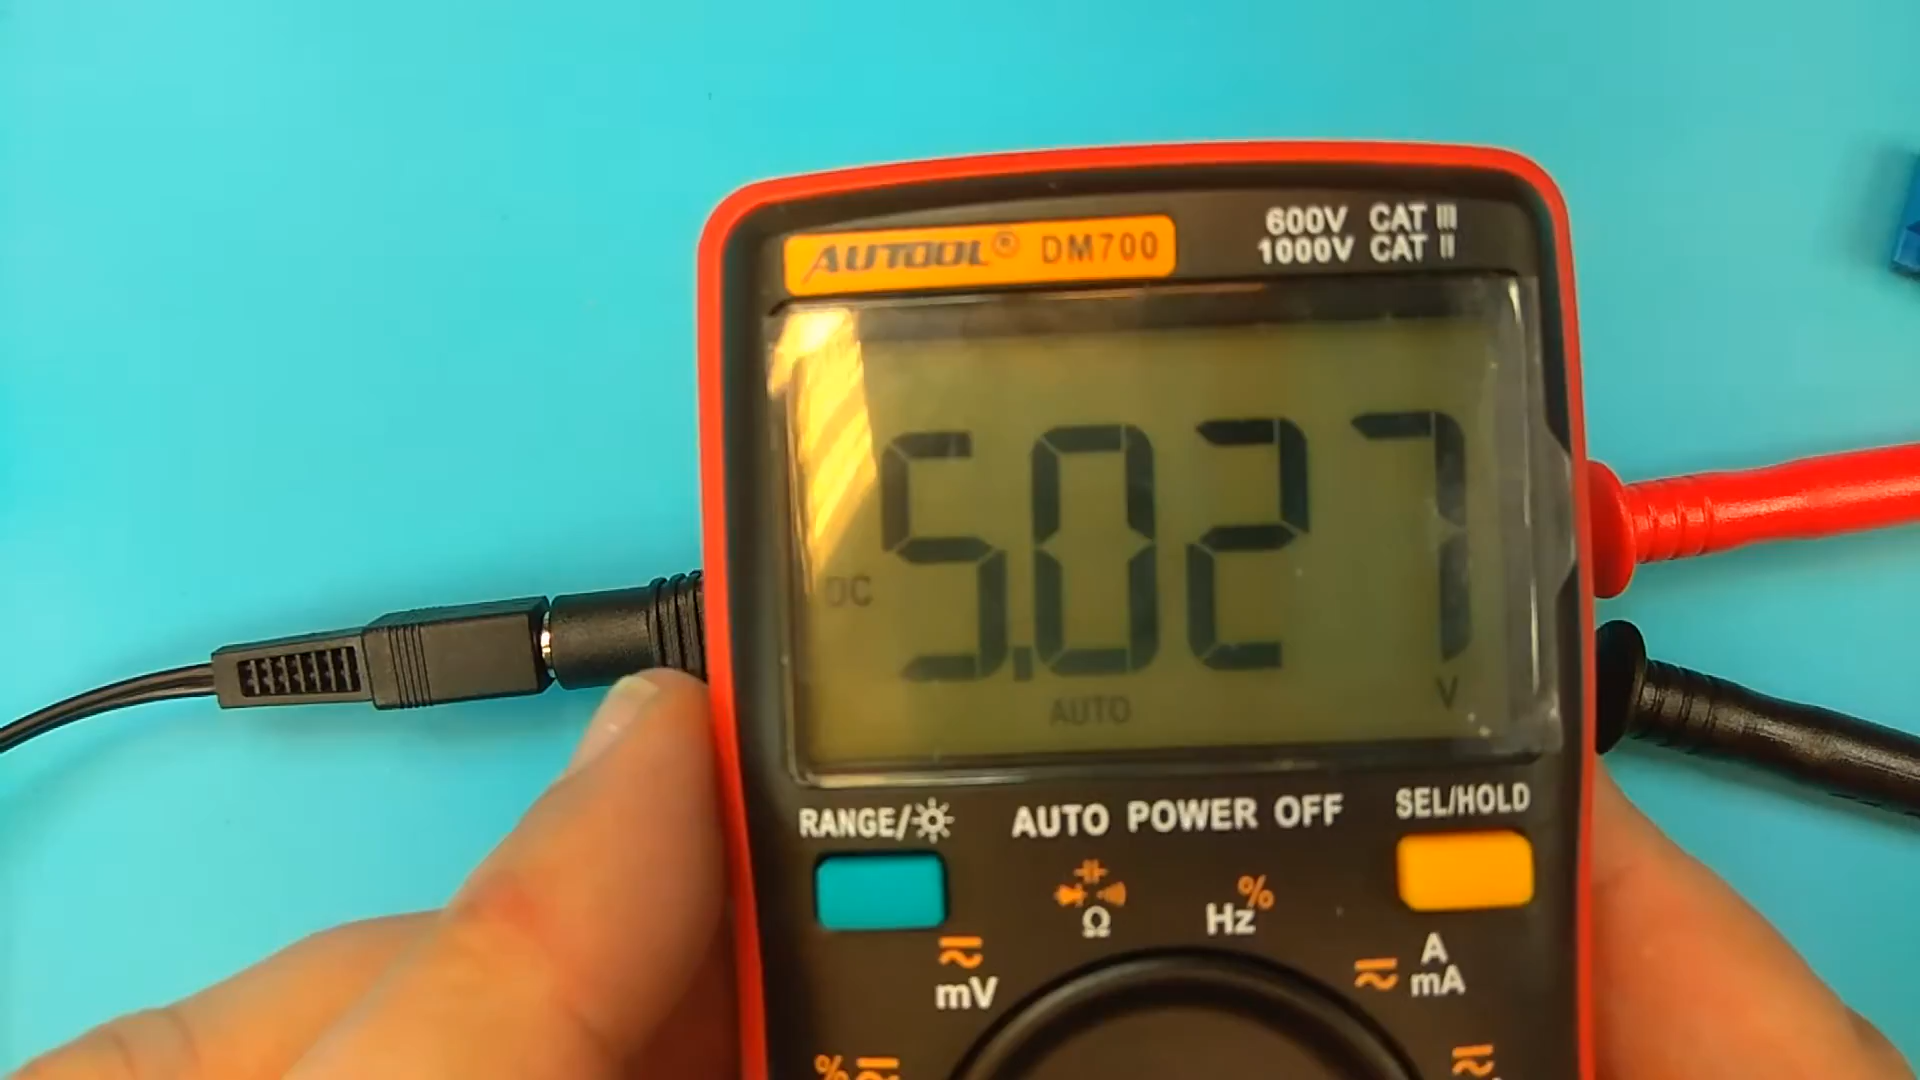 AUTOOL® DM700
600V CAT III
1000V CAT II
5.027
DC
AUTO
V
RANGE/
AUTO POWER OFF
SEL/HOLD
Ω
Hz %
mV
A
mA
%